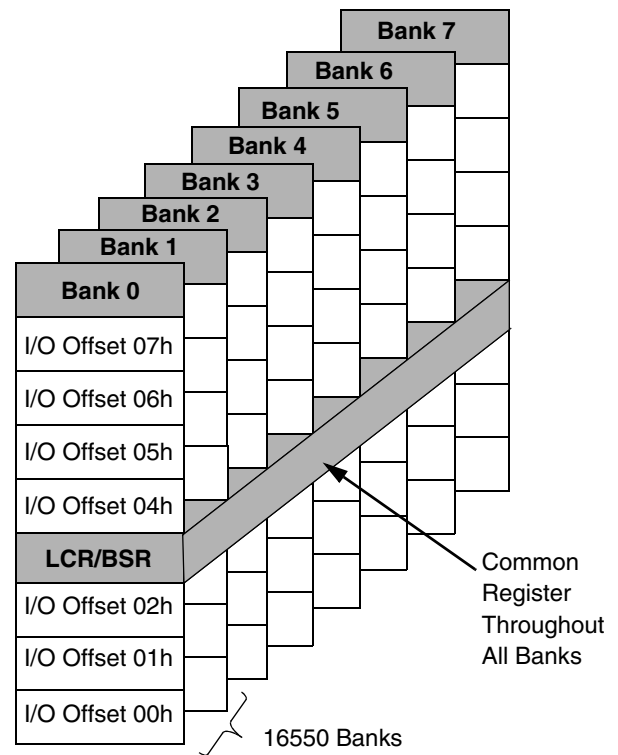 Bank 7
Bank 6
Bank 5
Bank 4
Bank 3
Bank 2
Bank 1
Bank 0
I/O Offset 07h
I/O Offset 06h
I/O Offset 05h
I/O Offset 04h
LCR/BSR
I/O Offset 02h
I/O Offset 01h
I/O Offset 00h
Common
Register
Throughout
All Banks
16550 Banks